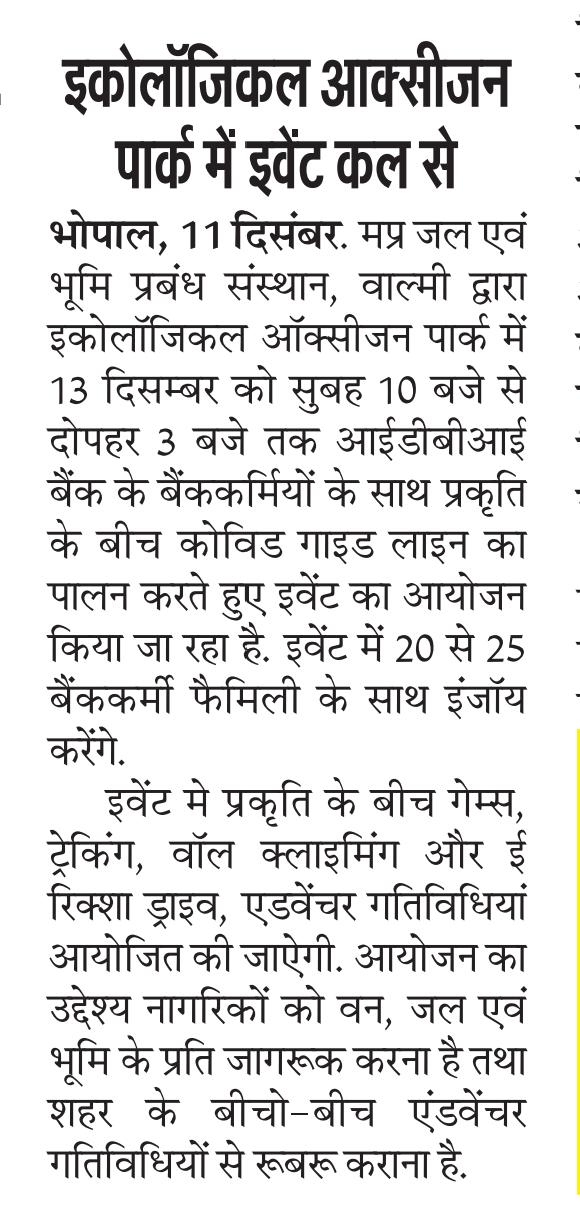 इकोलॉजिकल आक्सीजन
पार्क में इवेंट कल से
भोपाल, 11 दिसंबर. मप्र जल एवं
भूमि प्रबंध संस्थान, वाल्मी द्वारा
इकोलॉजिकल ऑक्सीजन पार्क में
13 दिसम्बर को सुबह 10 बजे से
दोपहर 3 बजे तक आईडीबीआई
बैंक के बैंककर्मियों के साथ प्रकृति
के बीच कोविड गाइड लाइन का
पालन करते हुए इवेंट का आयोजन
किया जा रहा है. इवेंट में 20 से 25
बैंककर्मी फैमिली के साथ इंजॉय
करेंगे.
इवेंट मे प्रकृति के बीच गेम्स,
ट्रेकिंग, वॉल क्लाइमिंग और ई
रिक्शा ड्राइव, एडवेंचर गतिविधियां
आयोजित की जाऐगी. आयोजन का
उद्देश्य नागरिकों को वन, जल एवं
भूमि के प्रति जागरूक करना है तथा
शहर के बीचो-बीच एंडवेंचर
गतिविधियों से रूबरू कराना है.